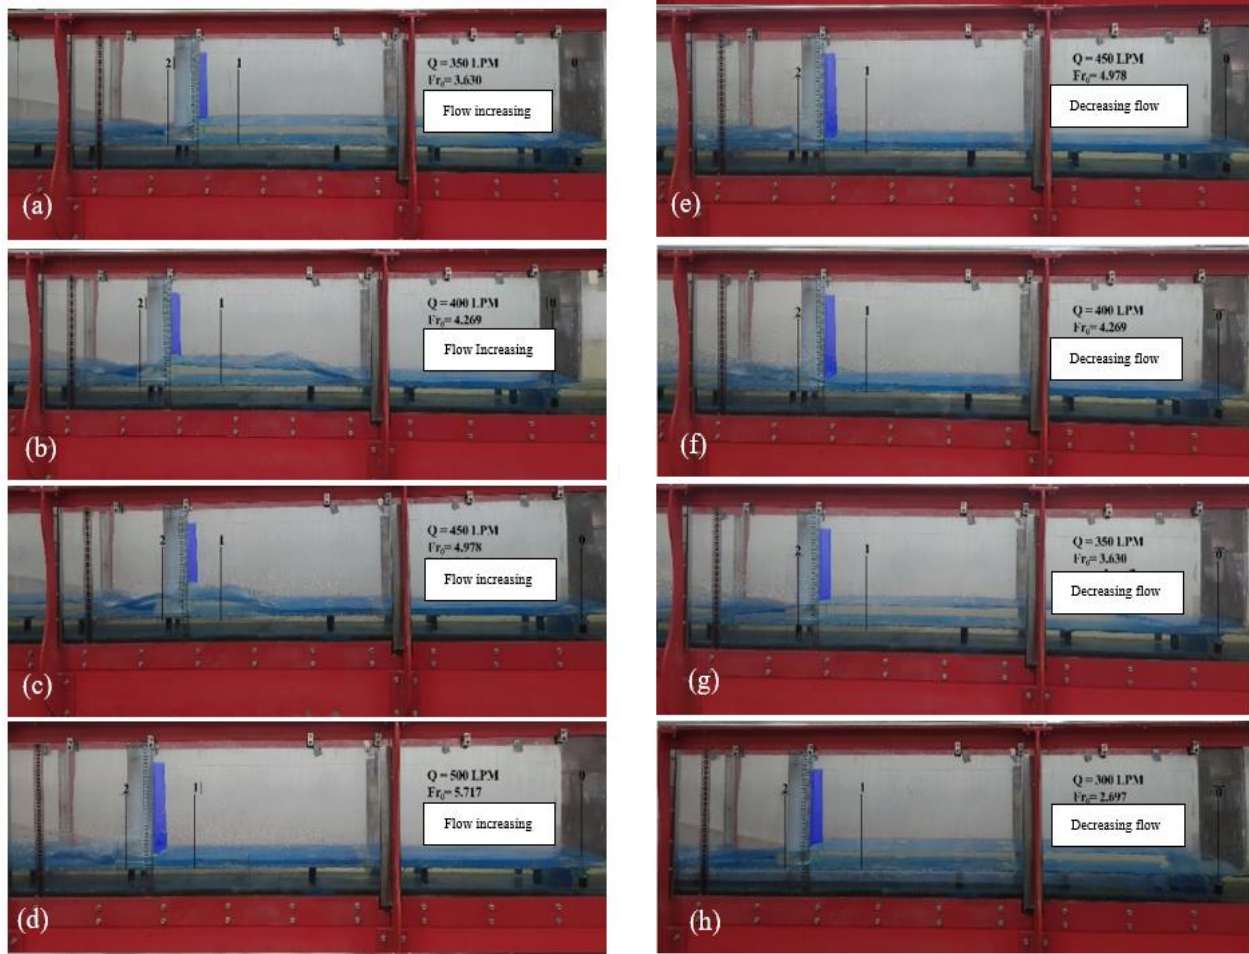 2
1
0
Q = 350 LPM
Fr0= 3.630
Flow increasing
(a)
2
1
0
Q = 400 LPM
Fr0= 4.269
Flow Increasing
(b)
2
1
0
Q = 450 LPM
Fr0= 4.978
Flow increasing
(c)
2
1
0
Q = 500 LPM
Fr0= 5.717
Flow increasing
(d)
2
1
0
Q = 450 LPM
Fr0= 4.978
Decreasing flow
(e)
2
1
0
Q = 400 LPM
Fr0= 4.269
Decreasing flow
(f)
2
1
0
Q = 350 LPM
Fr0= 3.630
Decreasing flow
(g)
2
1
0
Q = 300 LPM
Fr0= 2.697
Decreasing flow
(h)